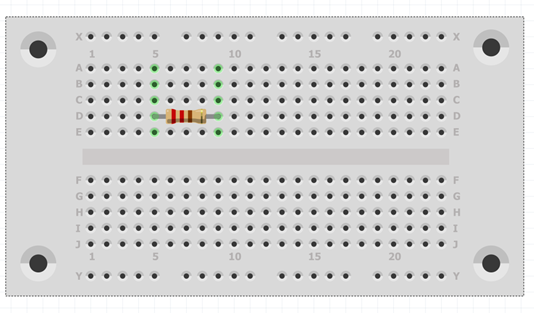 X X
1 5 10 15 20
A A
B B
C C
D D
E E
F F
G G
H H
I I
J J
1 5 10 15 20
Y Y